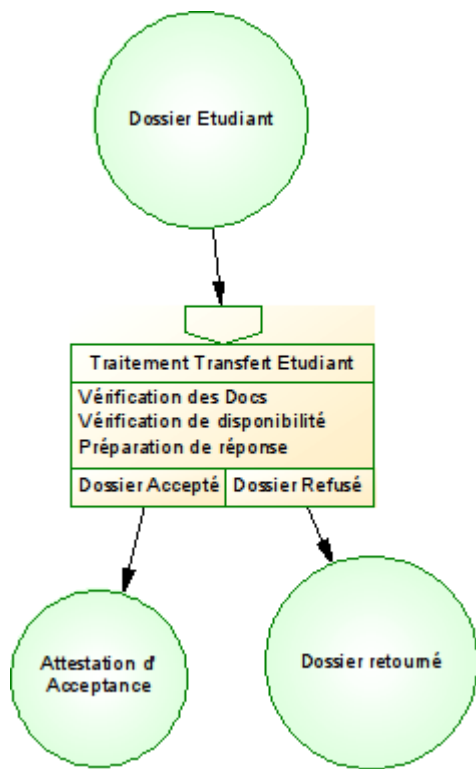 Dossier Etudiant
Traitement Transfert Etudiant
Vérification des Docs
Vérification de disponibilité
Préparation de réponse
Dossier Accepté
Dossier Refusé
Attestation d'
Acceptance
Dossier retourné